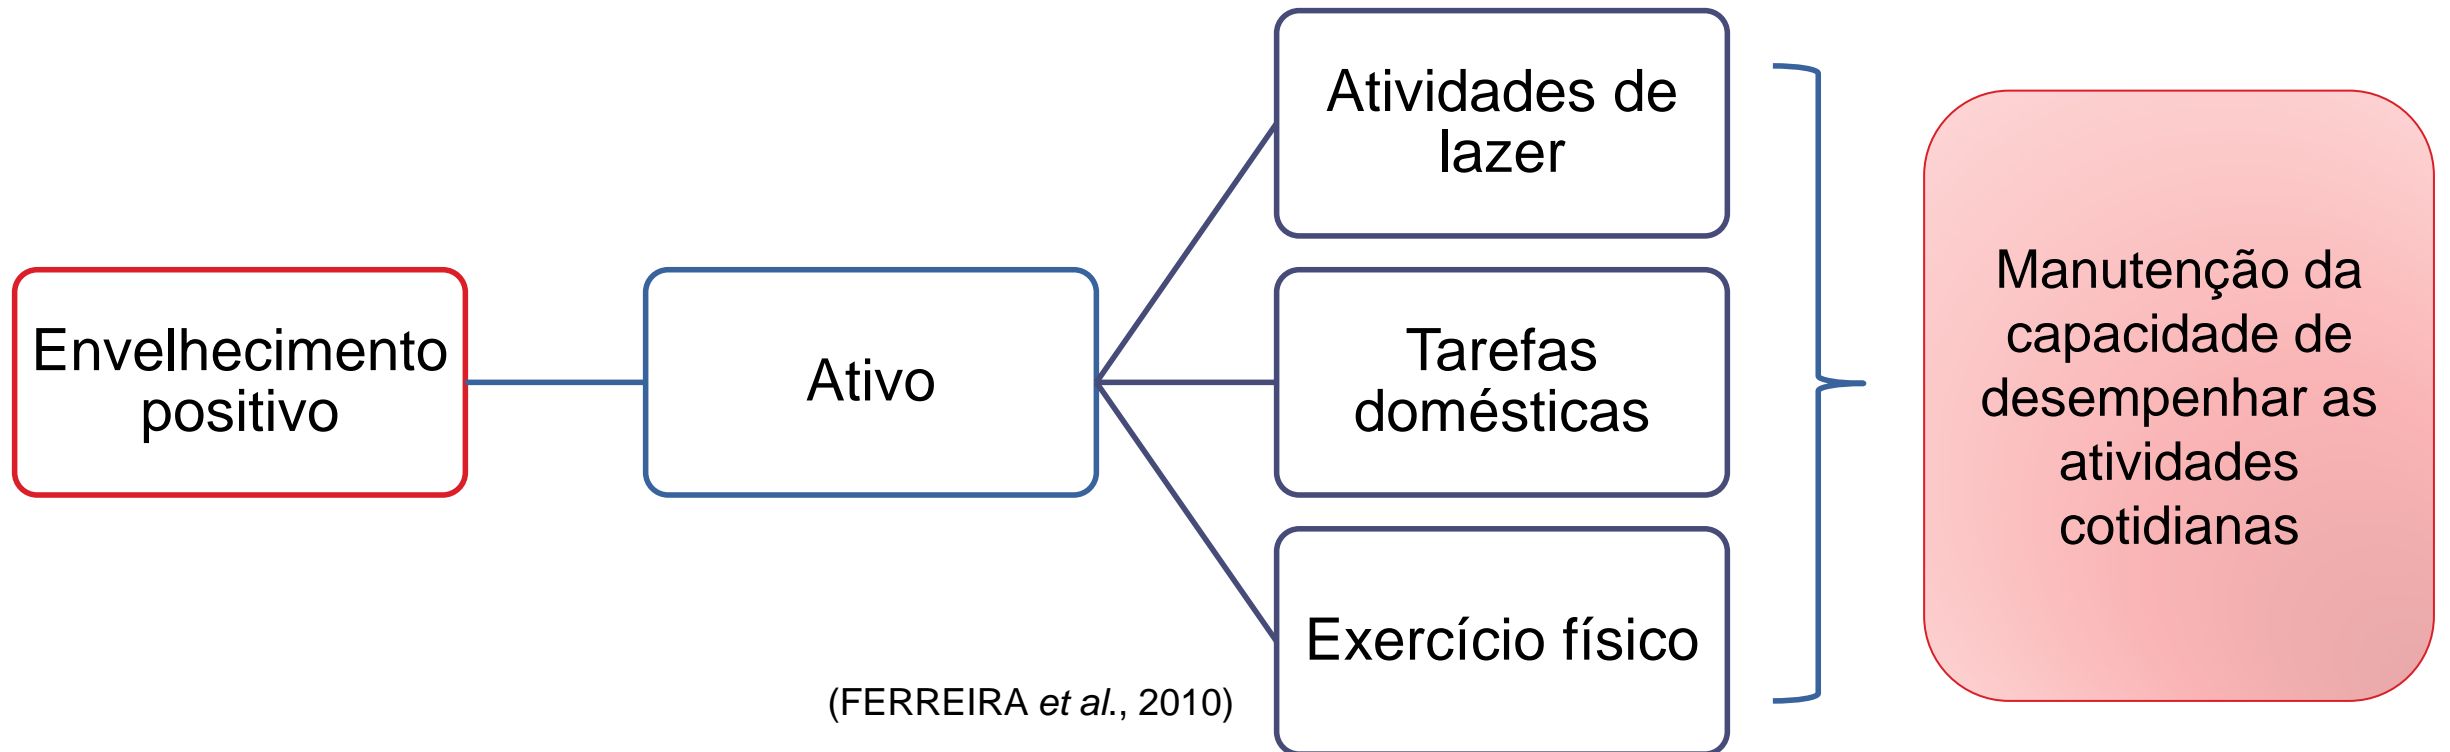 Envelhecimento
positivo
Ativo
Atividades de
lazer
Tarefas
domésticas
Exercício físico
Manutenção da
capacidade de
desempenhar as
atividades
cotidianas
(FERREIRA et al., 2010)